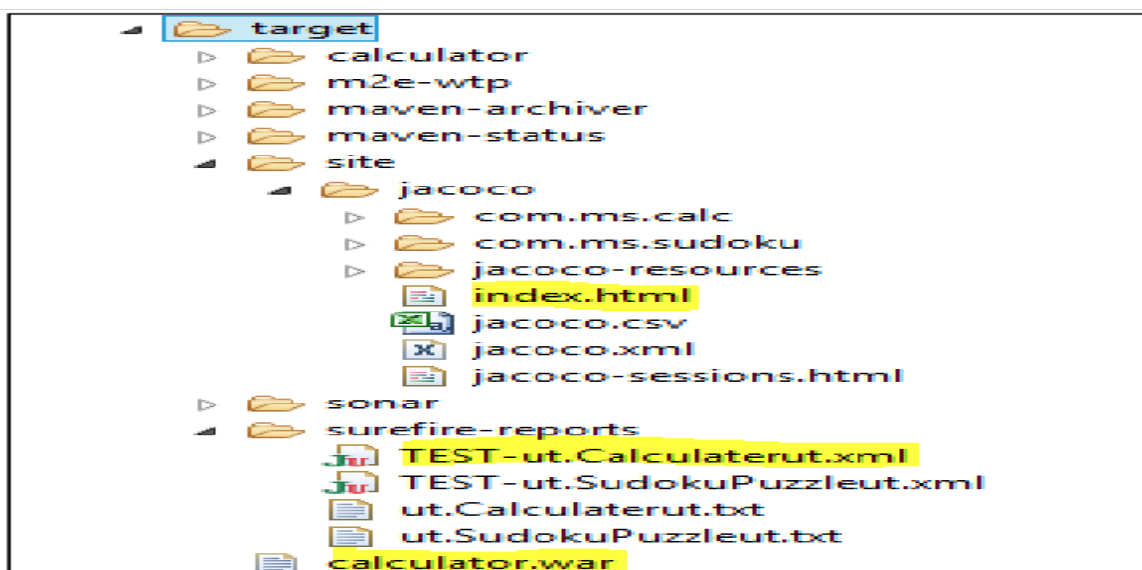 target
calculator
m2e-wtp
maven-archiver
maven-status
site
jacoco
com.ms.calc
com.ms.sudoku
jacoco-resources
index.html
jacoco.csv
jacoco.xml
jacoco-sessions.html
sonar
surefire-reports
TEST-ut.Calculaterut.xml
TEST-ut.SudokuPuzzleut.xml
ut.Calculaterut.txt
ut.SudokuPuzzleut.txt
calculator.war